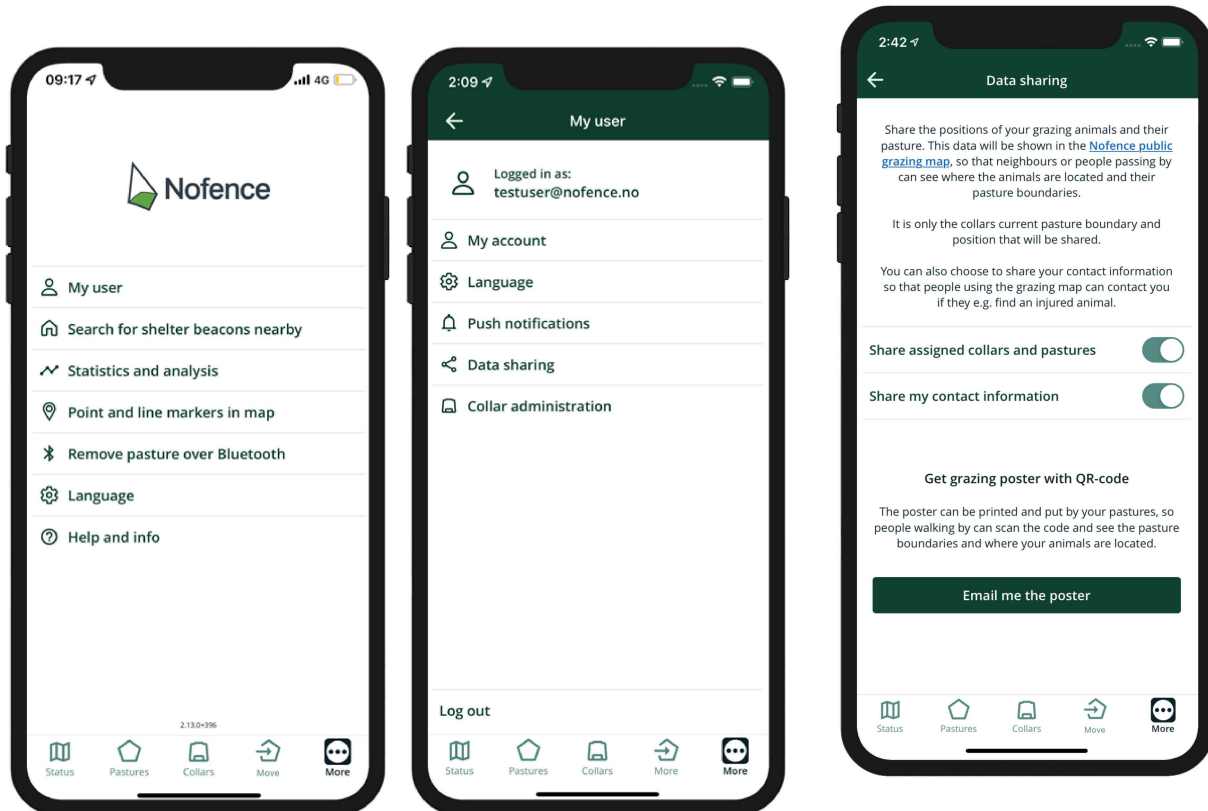 09:17
4G
Nofence
My user
Search for shelter beacons nearby
Statistics and analysis
Point and line markers in map
Remove pasture over Bluetooth
Language
Help and info
2.13.0+396
Status Pastures Collars Move More
2:09
My user
Logged in as:
testuser@nofence.no
My account
Language
Push notifications
Data sharing
Collar administration
Log out
Status Pastures Collars More More
2:42
Data sharing
Share the positions of your grazing animals and their
pasture. This data will be shown in the Nofence public
grazing map, so that neighbours or people passing by
can see where the animals are located and their
pasture boundaries.
It is only the collars current pasture boundary and
position that will be shared.
You can also choose to share your contact information
so that people using the grazing map can contact you
if they e.g. find an injured animal.
Share assigned collars and pastures
Share my contact information
Get grazing poster with QR-code
The poster can be printed and put by your pastures, so
people walking by can scan the code and see the pasture
boundaries and where your animals are located.
Email me the poster
Status Pastures Collars Move More